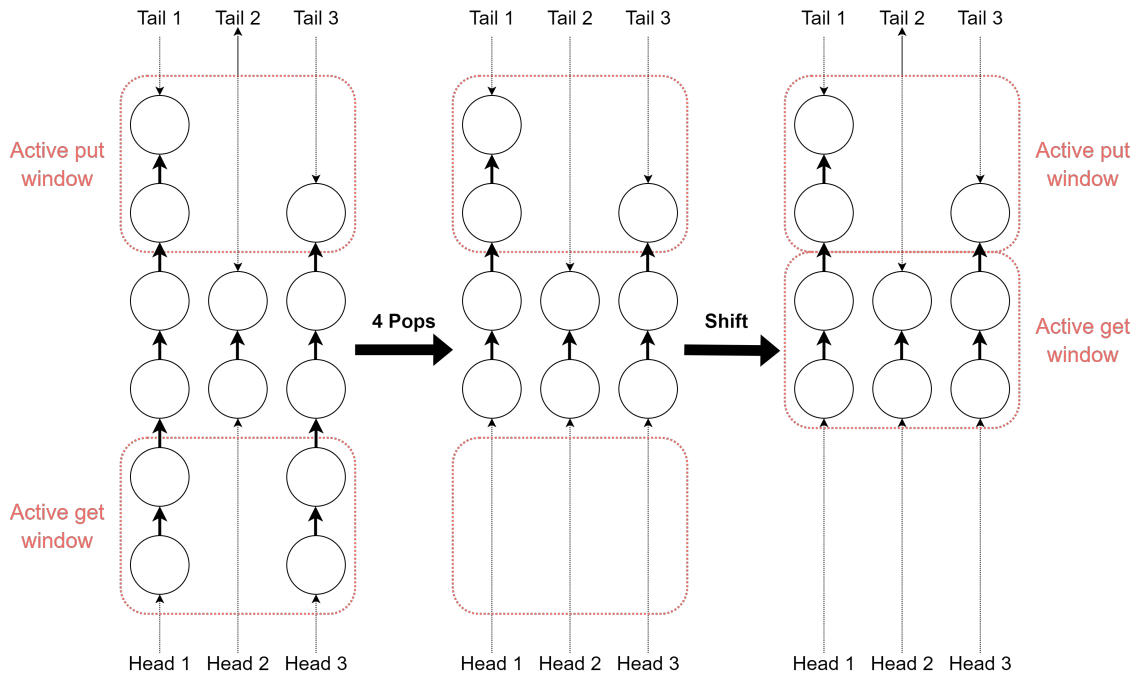 Tail 1 Tail 2 Tail 3 Tail 1 Tail 2 Tail 3 Tail 1 Tail 2 Tail 3
Active put
window
Active put
window
4 Pops
Shift
Active get
window
Active get
window
Head 1 Head 2 Head 3 Head 1 Head 2 Head 3 Head 1 Head 2 Head 3